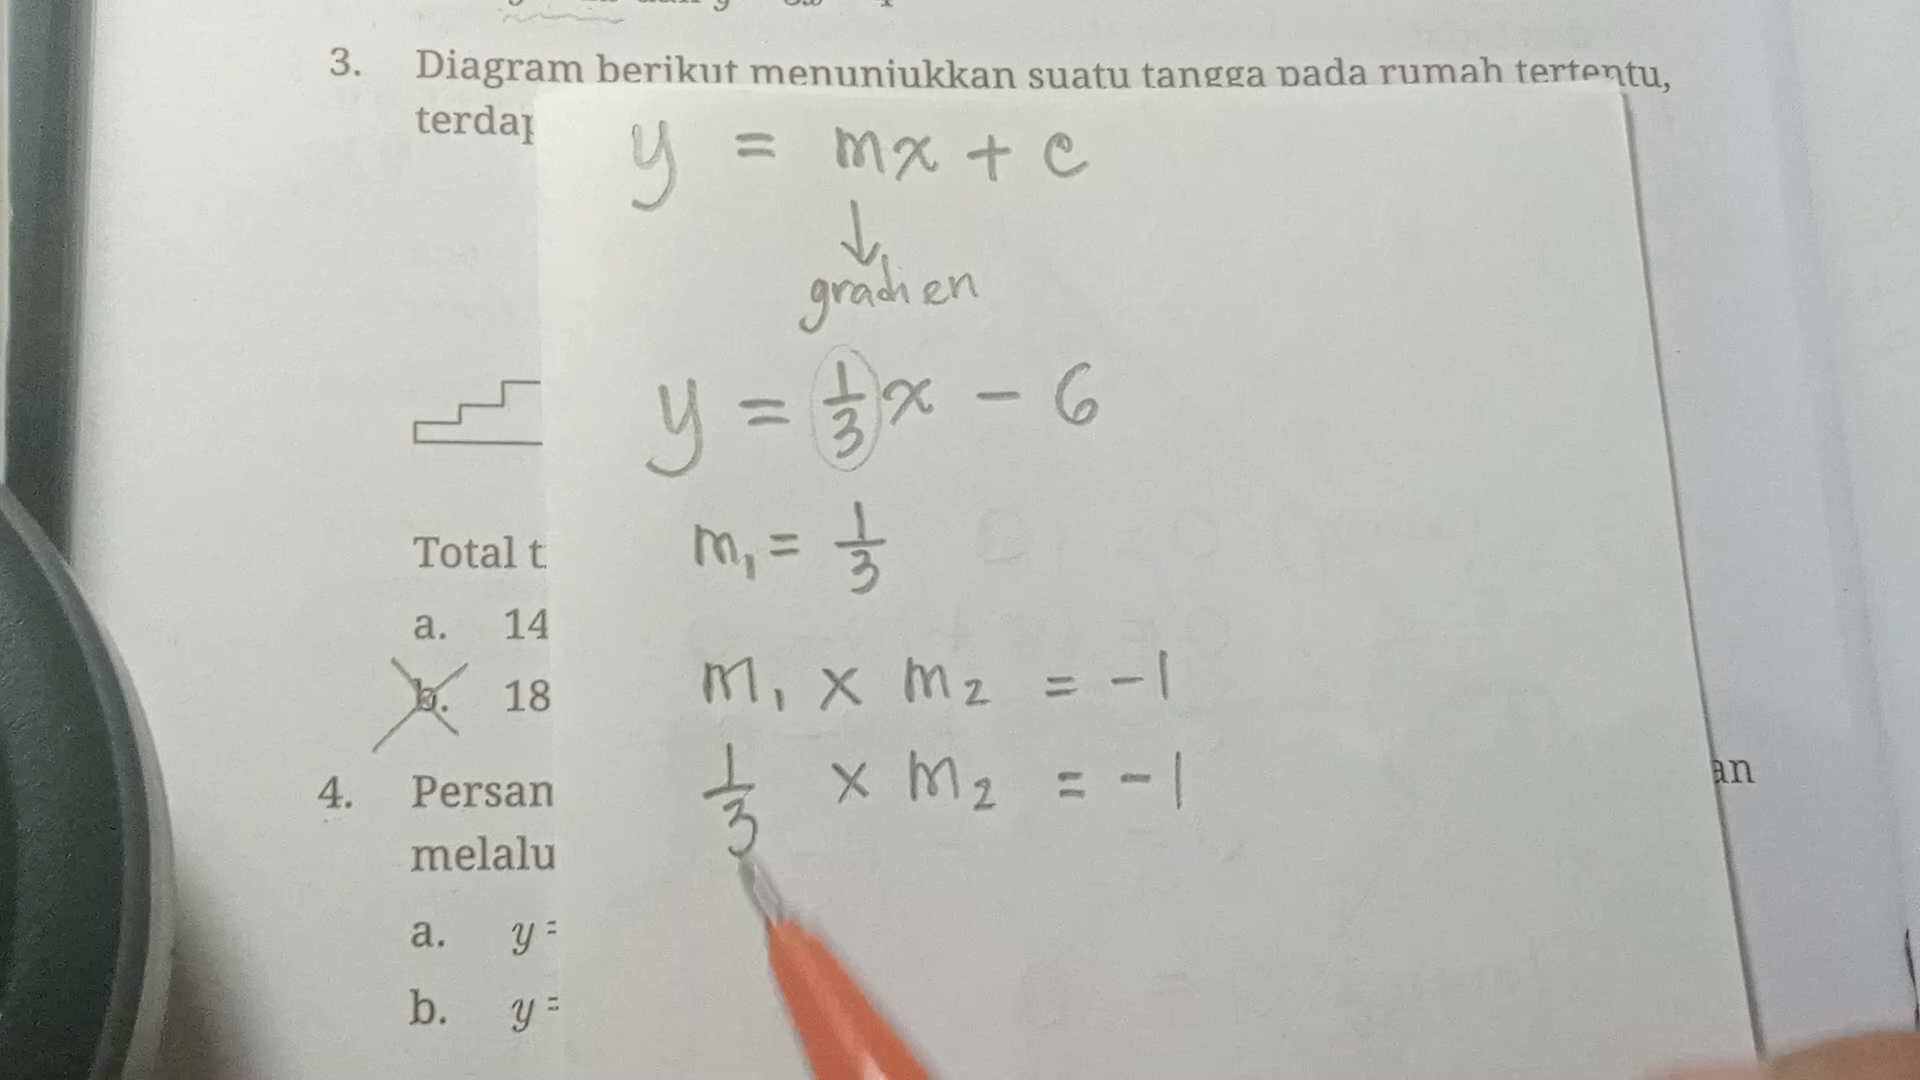 3. Diagram berikut menunjukkan suatu tangga pada rumah tertentu,
terdap
y = mx + c
↓
gradien
y = 1/3 x - 6
Total t
m₁ = 1/3
a. 14
m₁ x m₂ = -1
b. 18
4. Persan
1/3 x m₂ = -1
an
melalu
a. y =
b. y =